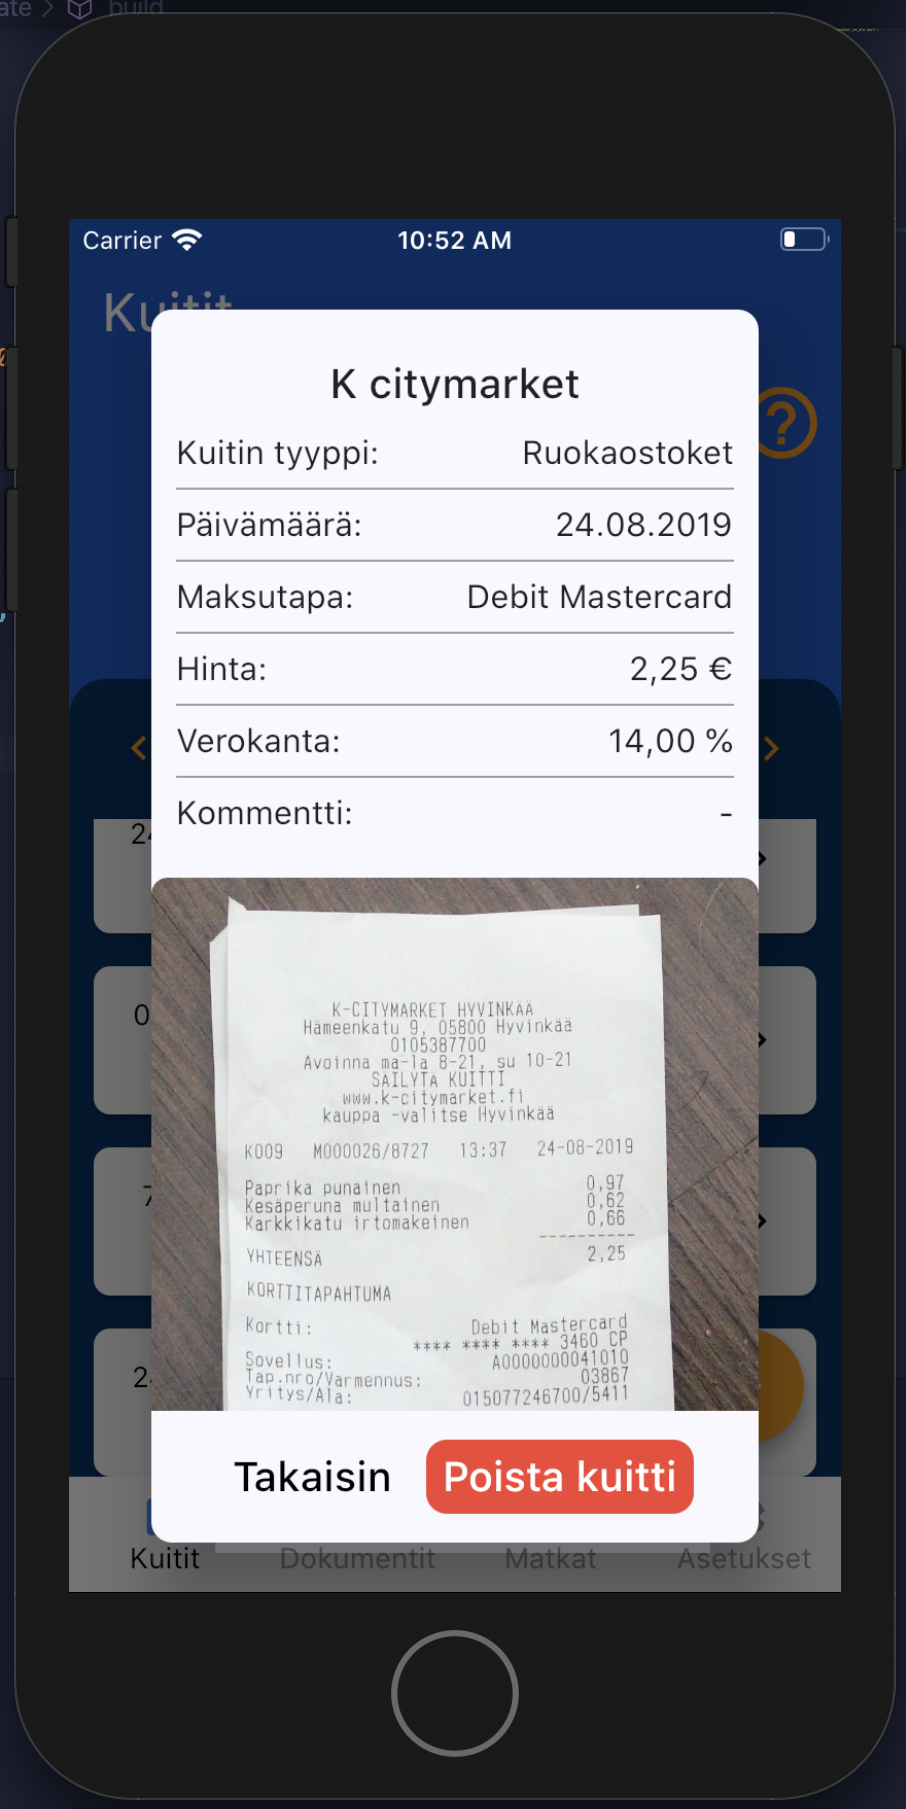 build
Carrier 10:52 AM
Kuitit
K citymarket
Kuitin tyyppi: Ruokaostoket
Päivämäärä: 24.08.2019
Maksutapa: Debit Mastercard
Hinta: 2,25 €
Verokanta: 14,00 %
Kommentti: -
K-CITYMARKET HYVINKÄÄ
Hämeenkatu 9, 05800 Hyvinkää
0105387700
Avoinna ma-la 8-21, su 10-21
SÄILYTÄ KUITTI
www.k-citymarket.fi
kauppa -valitse Hyvinkää
K009 M000026/8727 13:37 24-08-2019
Paprika punainen 0,97
Kesäperuna multainen 0,62
Karkkikatu irtomakeinen 0,66
----------
YHTEENSÄ 2,25
KORTTITAPAHTUMA
Kortti: Debit Mastercard
**** **** **** 3460 CP
Sovellus: A0000000041010
Tap.nro/Varmennus: 03867
Yritys/Ala: 015077246700/5411
Takaisin Poista kuitti
Kuitit Dokumentit Matkat Asetukset